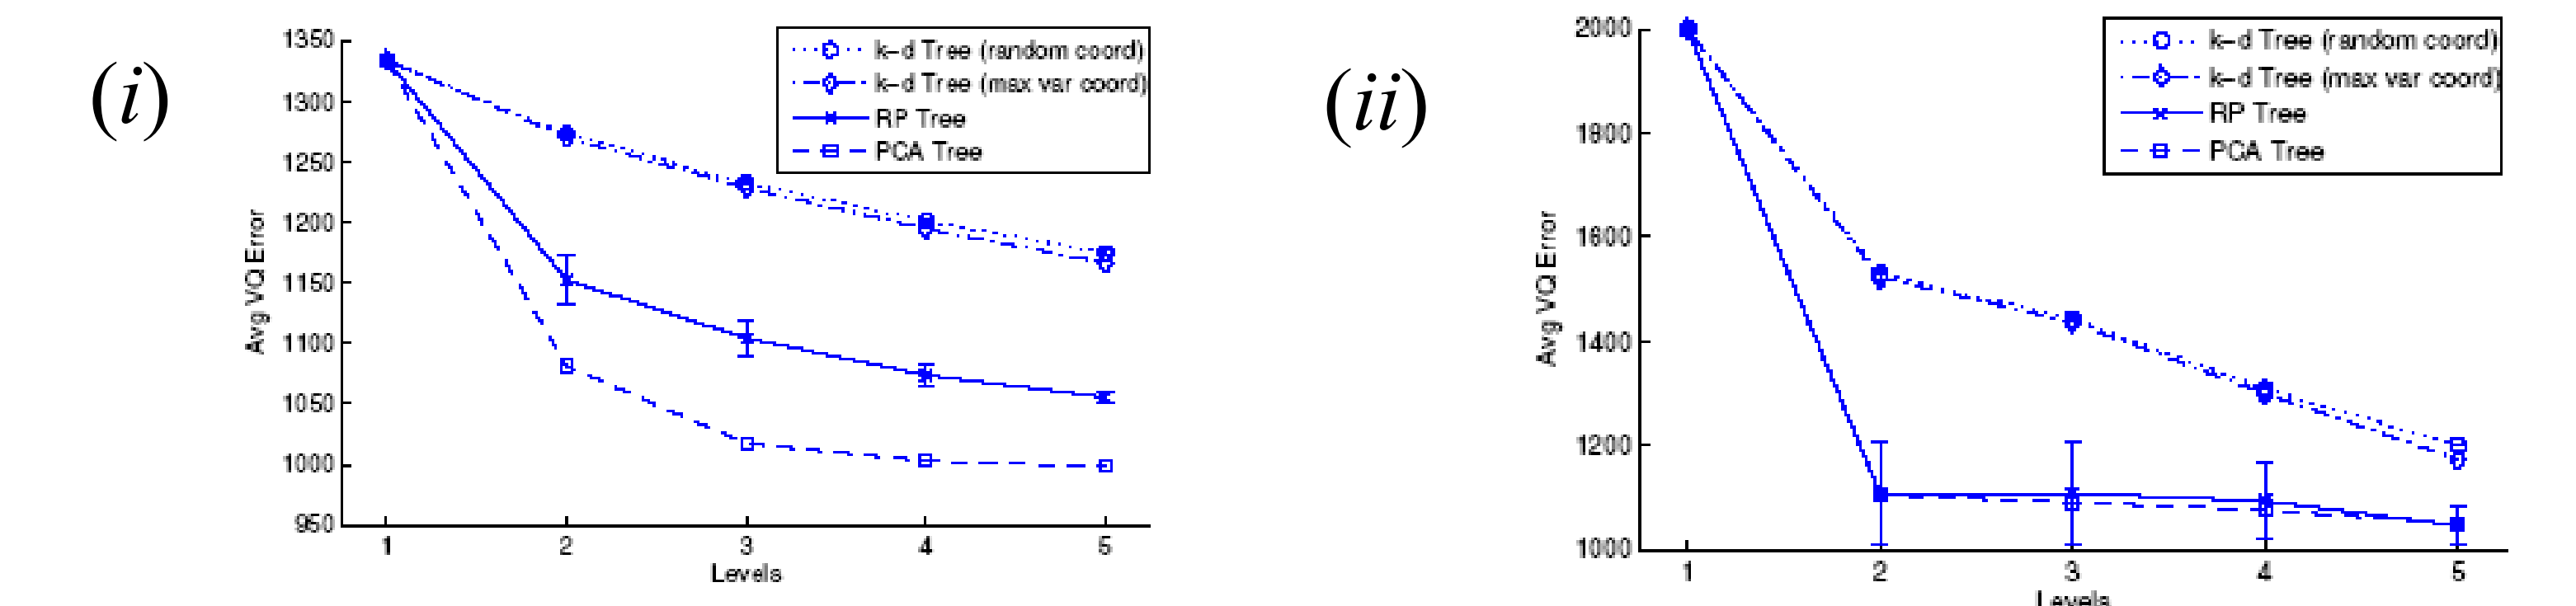 (i)
1350
1300
1250
1200
1150
1100
1050
1000
950
Avg VQ Error
1 2 3 4 5
Levels
k-d Tree (random coord)
k-d Tree (max var coord)
RP Tree
PCA Tree
(ii)
2000
1800
1600
1400
1200
1000
Avg VQ Error
1 2 3 4 5
Levels
k-d Tree (random coord)
k-d Tree (max var coord)
RP Tree
PCA Tree